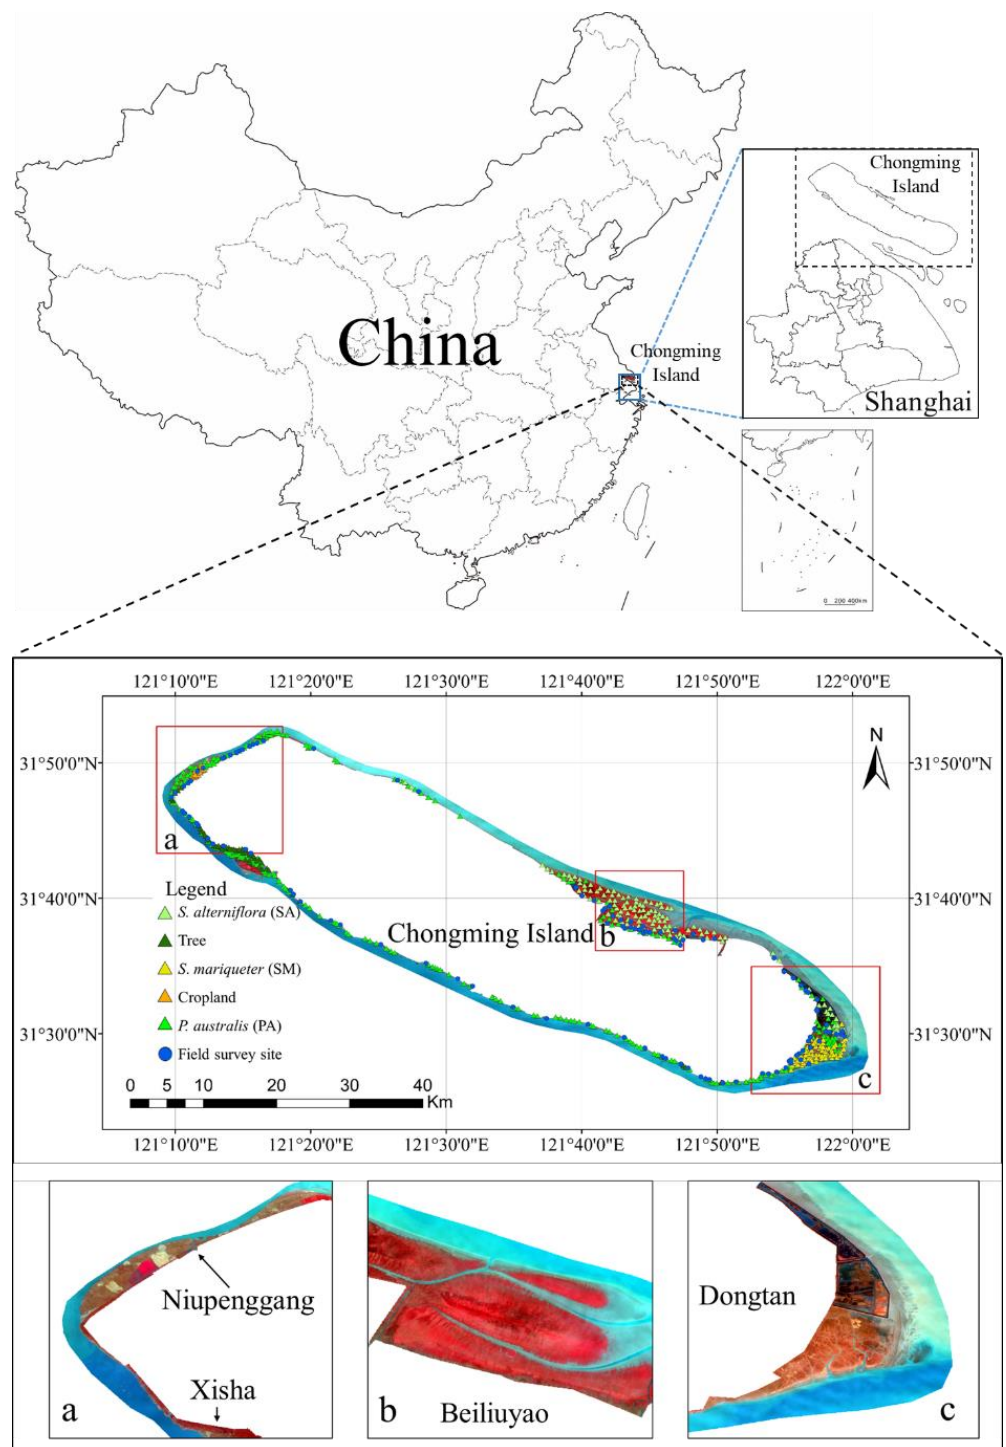 Chongming
Island
China
Chongming
Island
Shanghai
0 200 400km
121°10'0"E 121°20'0"E 121°30'0"E 121°40'0"E 121°50'0"E 122°0'0"E
N
31°50'0"N 31°50'0"N
a
Legend
S. alterniflora (SA)
Tree
S. mariqueter (SM)
Cropland
P. australis (PA)
Field survey site
31°40'0"N 31°40'0"N
Chongming Island b
31°30'0"N 31°30'0"N
c
0 5 10 20 30 40
Km
121°10'0"E 121°20'0"E 121°30'0"E 121°40'0"E 121°50'0"E 122°0'0"E
Niupenggang
Xisha
a
b
Beiliuyao
Dongtan
c